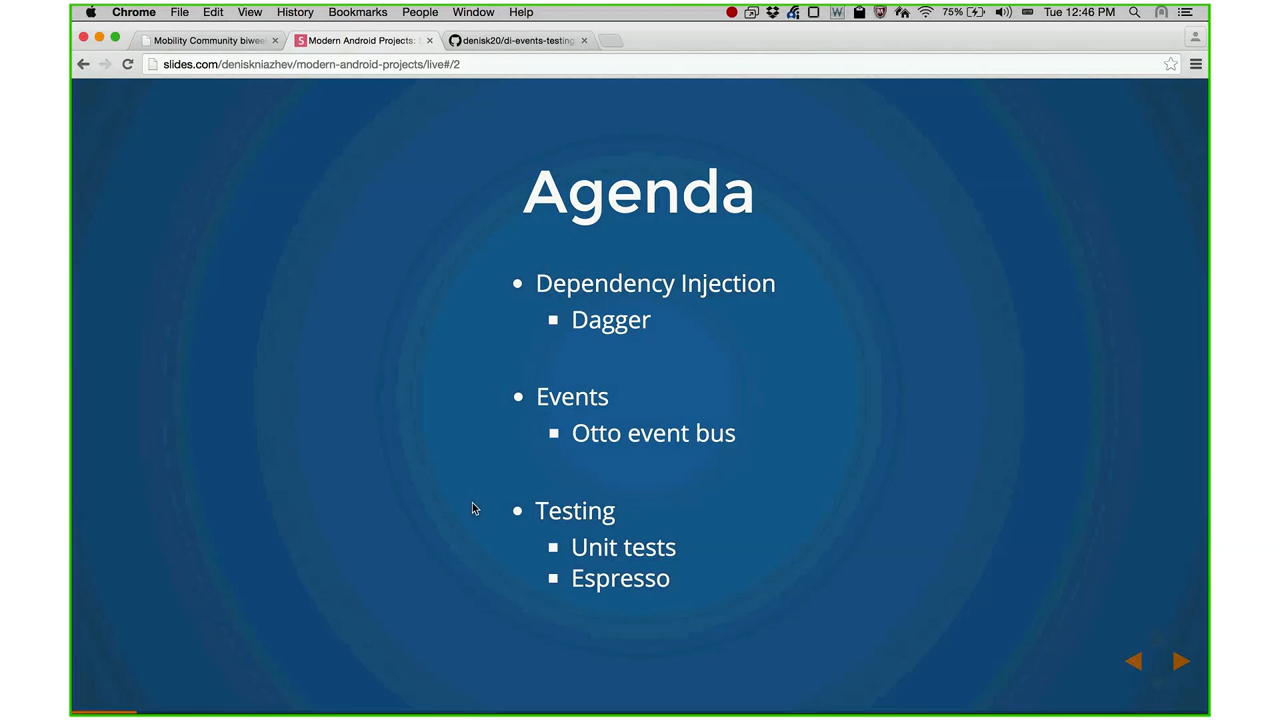 Chrome File Edit View History Bookmarks People Window Help 75% Tue 12:46 PM
Mobility Community biwee Modern Android Projects: denisk20/di-events-testing
slides.com/deniskniazhev/modern-android-projects/live#/2
Agenda
Dependency Injection
Dagger
Events
Otto event bus
Testing
Unit tests
Espresso